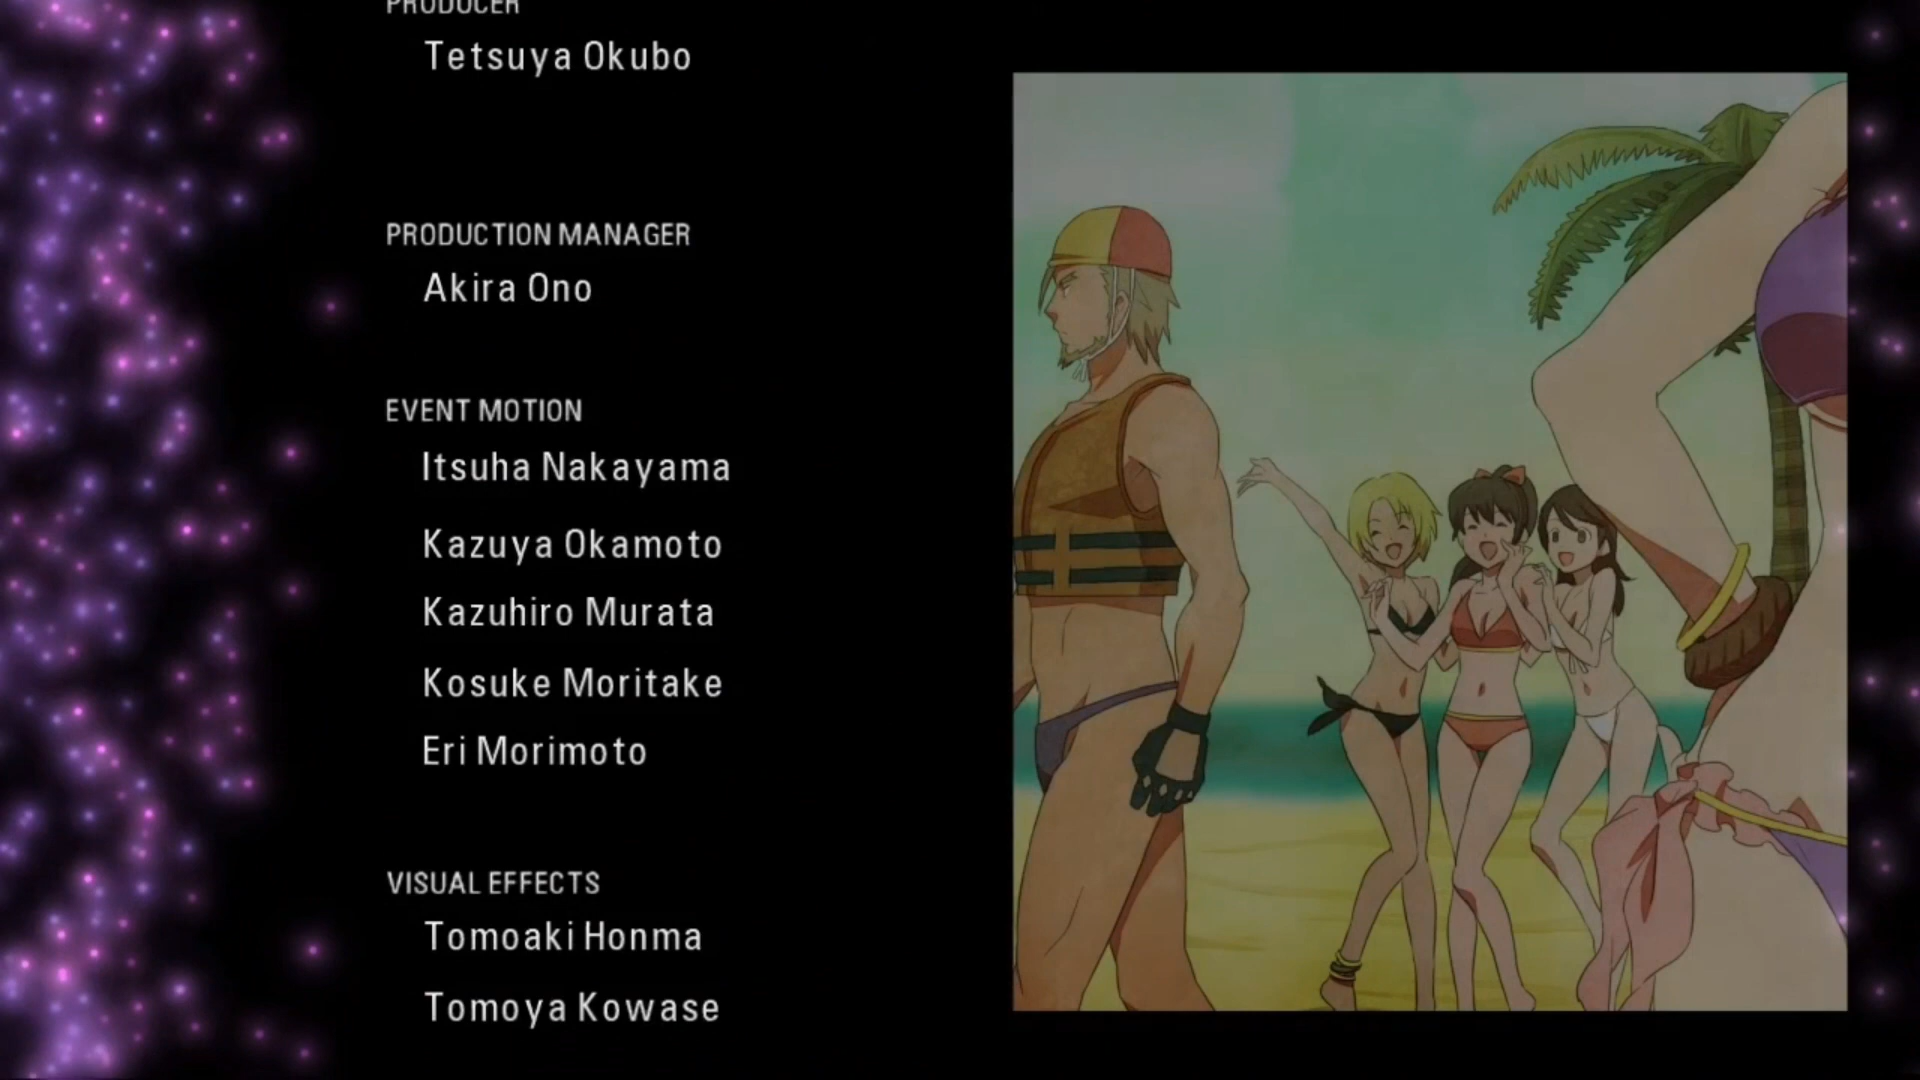 PRODUCER
Tetsuya Okubo
PRODUCTION MANAGER
Akira Ono
EVENT MOTION
Itsuha Nakayama
Kazuya Okamoto
Kazuhiro Murata
Kosuke Moritake
Eri Morimoto
VISUAL EFFECTS
Tomoaki Honma
Tomoya Kowase